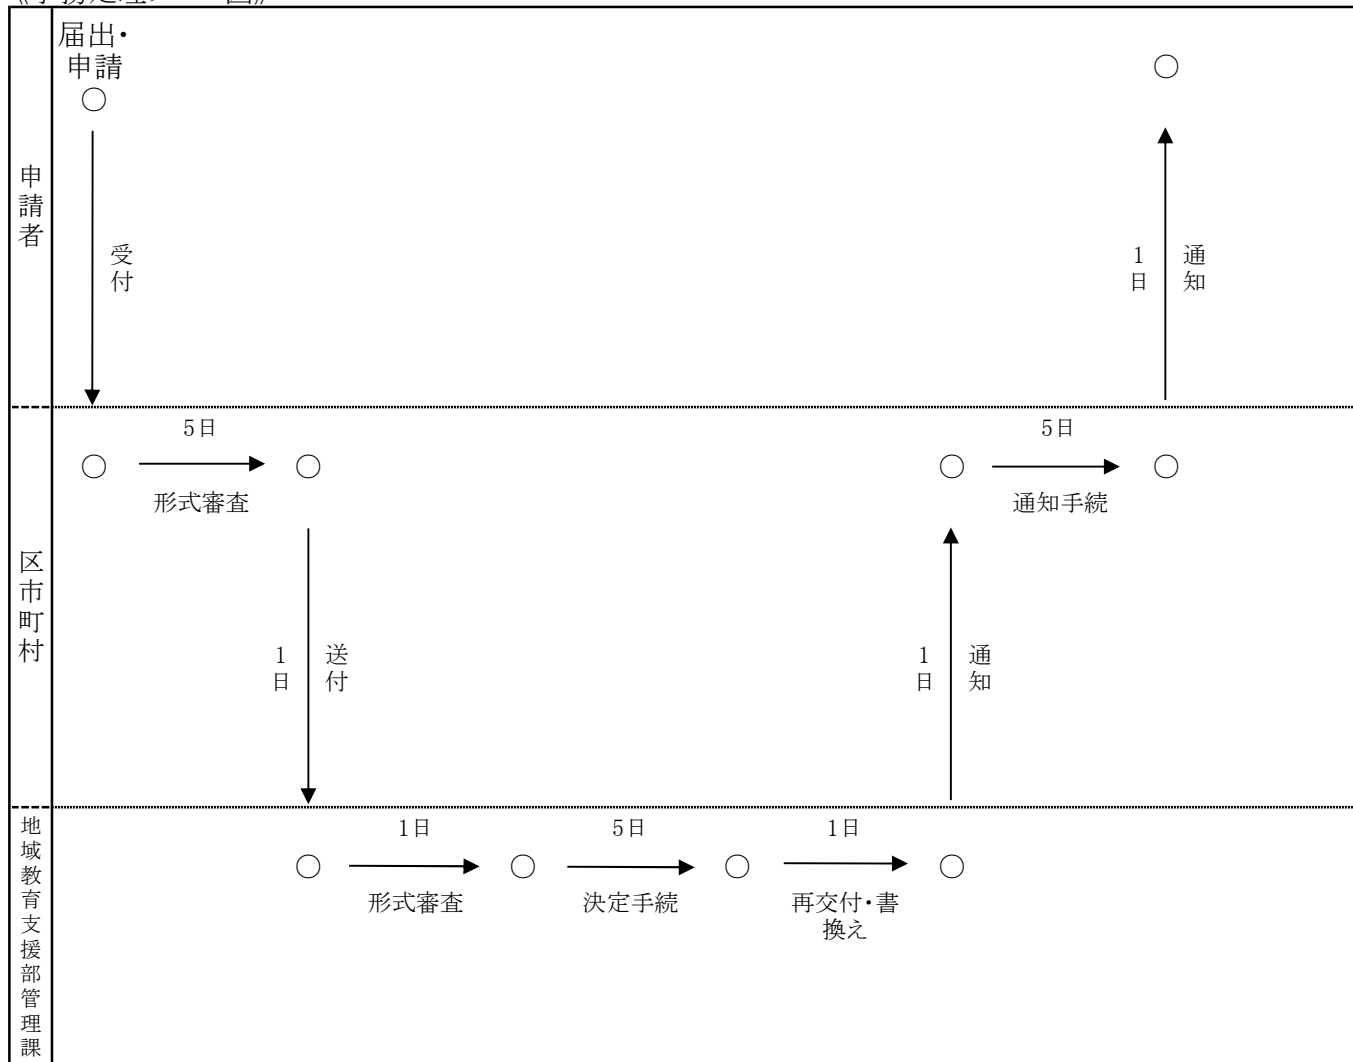 届出・
申請
申請者
受付
1日
通知
5日
形式審査
5日
通知手続
区市町村
1日
送付
1日
通知
地域教育支援部管理課
1日
形式審査
5日
決定手続
1日
再交付・書
換え